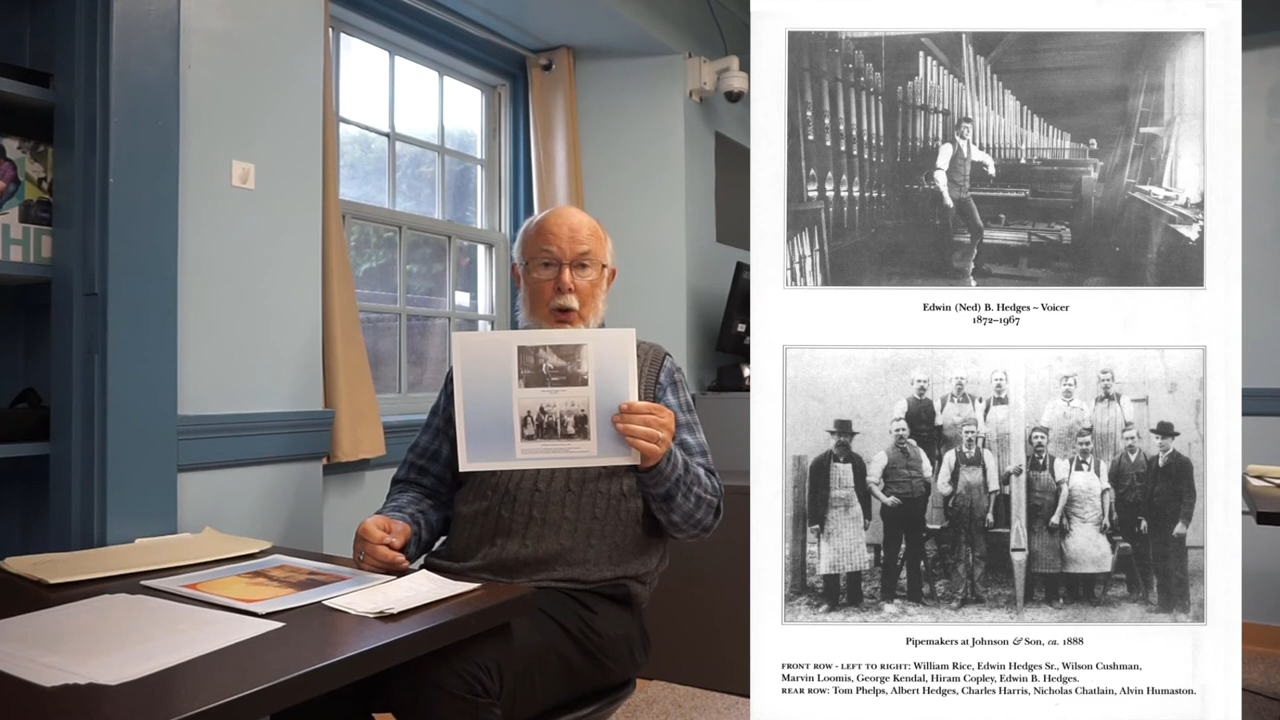 HD
Edwin (Ned) B. Hedges ~ Voicer
1872–1967
Pipemakers at Johnson & Son, ca. 1888
FRONT ROW - LEFT TO RIGHT: William Rice, Edwin Hedges Sr., Wilson Cushman,
Marvin Loomis, George Kendal, Hiram Copley, Edwin B. Hedges.
REAR ROW: Tom Phelps, Albert Hedges, Charles Harris, Nicholas Chatlain, Alvin Humaston.